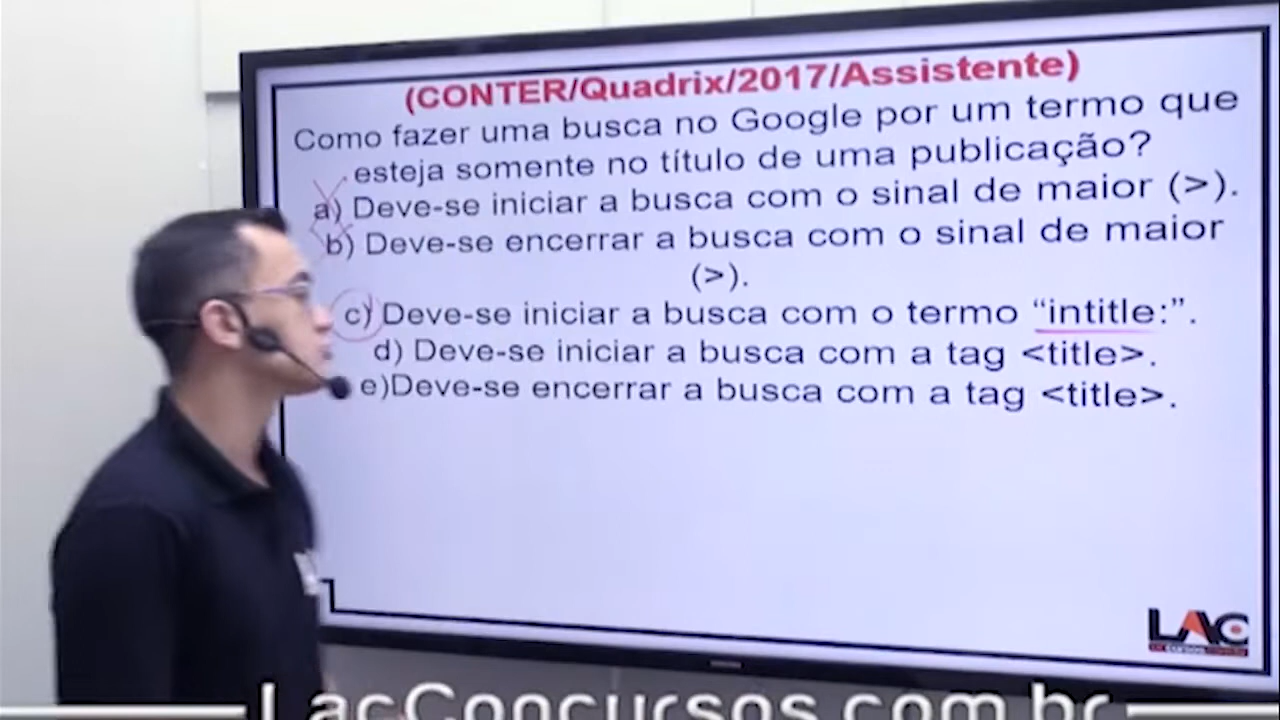 (CONTER/Quadrix/2017/Assistente)
Como fazer uma busca no Google por um termo que
esteja somente no título de uma publicação?
a) Deve-se iniciar a busca com o sinal de maior (>).
b) Deve-se encerrar a busca com o sinal de maior
(>).
c) Deve-se iniciar a busca com o termo “intitle:”.
d) Deve-se iniciar a busca com a tag <title>.
e)Deve-se encerrar a busca com a tag <title>.
LAC
LacConcursos.com.br